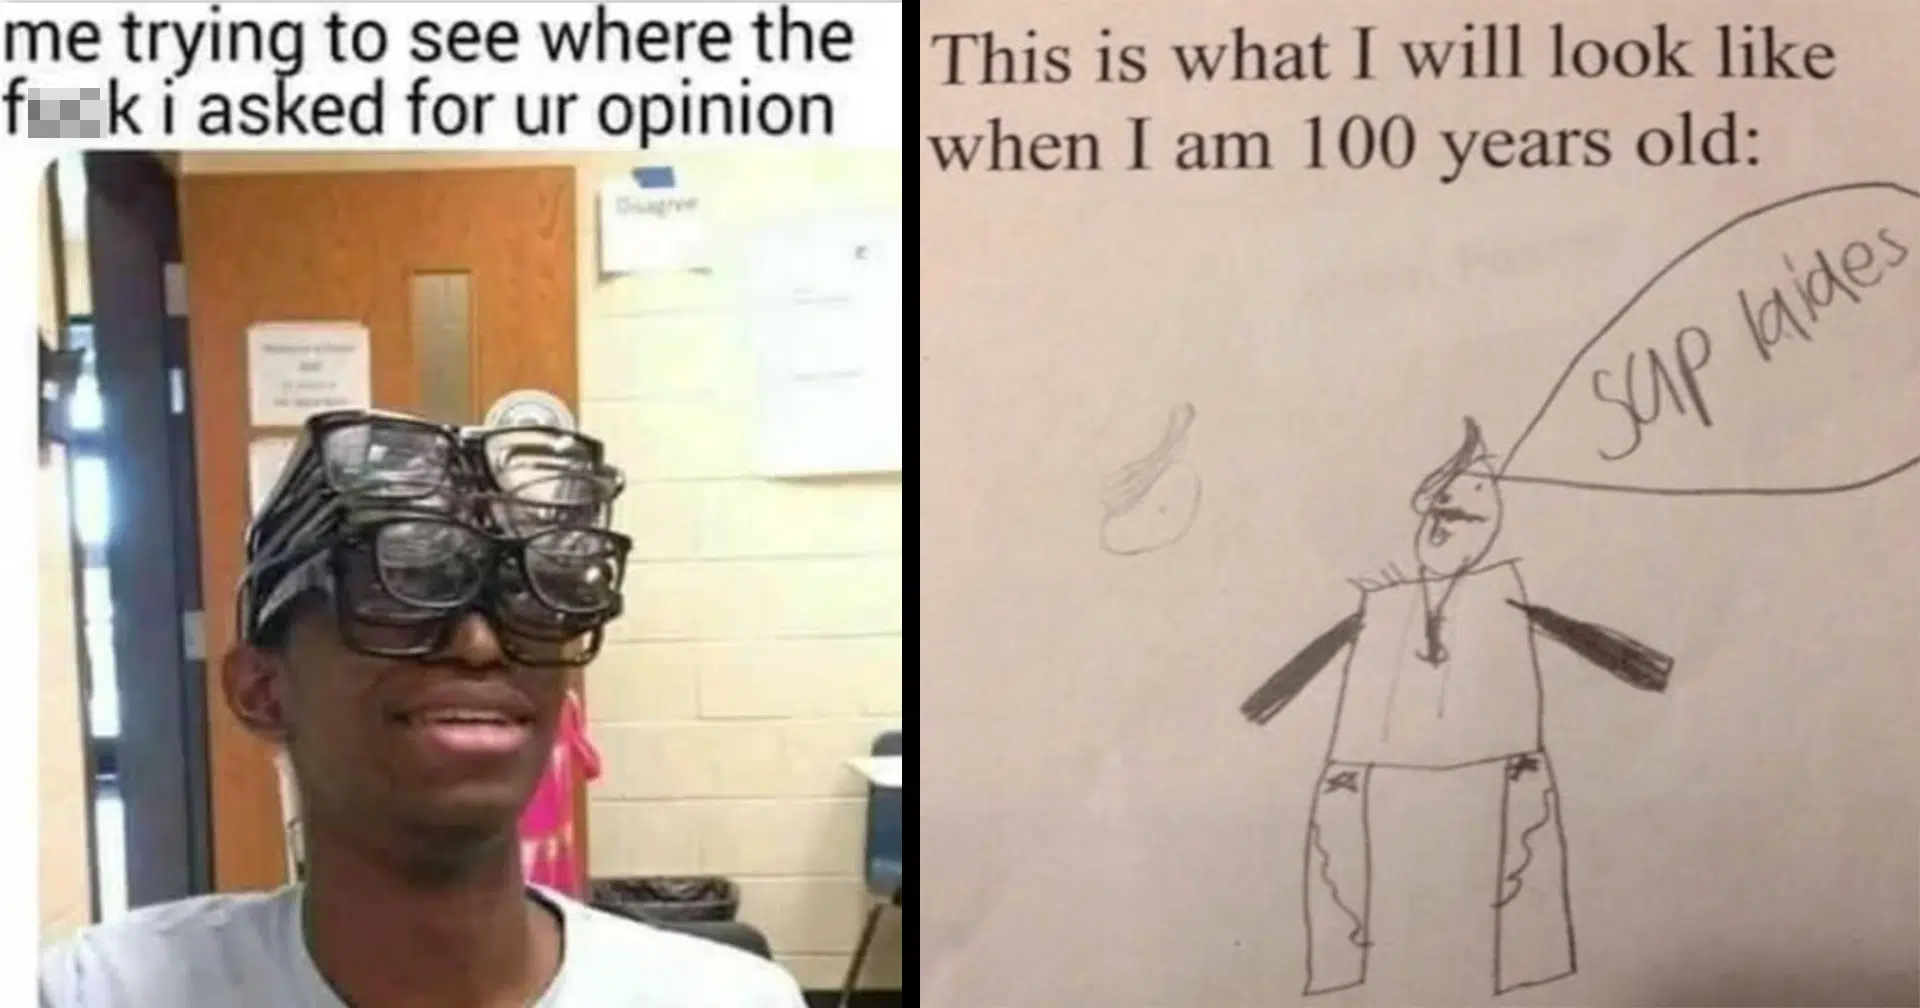 me trying to see where the
f k i asked for ur opinion
Disagree
This is what I will look like
when I am 100 years old:
sup laides